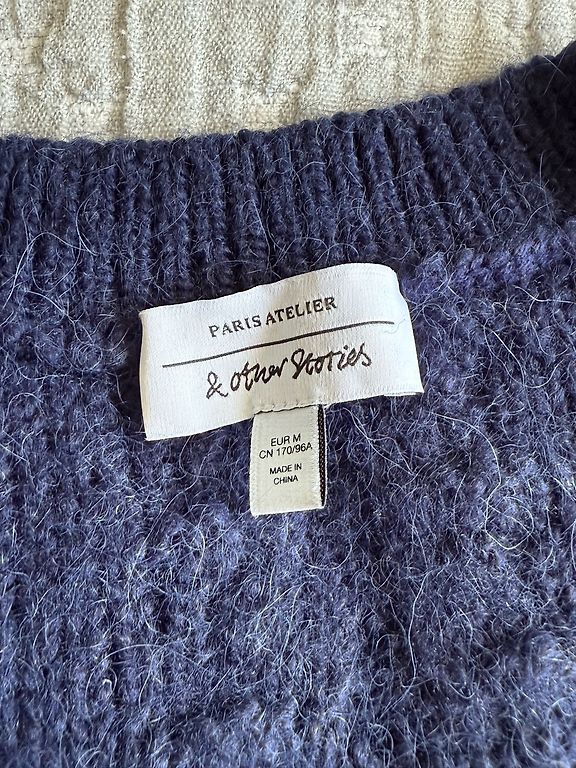 PARIS ATELIER
& other Stories
EUR M
CN 170/96A
MADE IN
CHINA